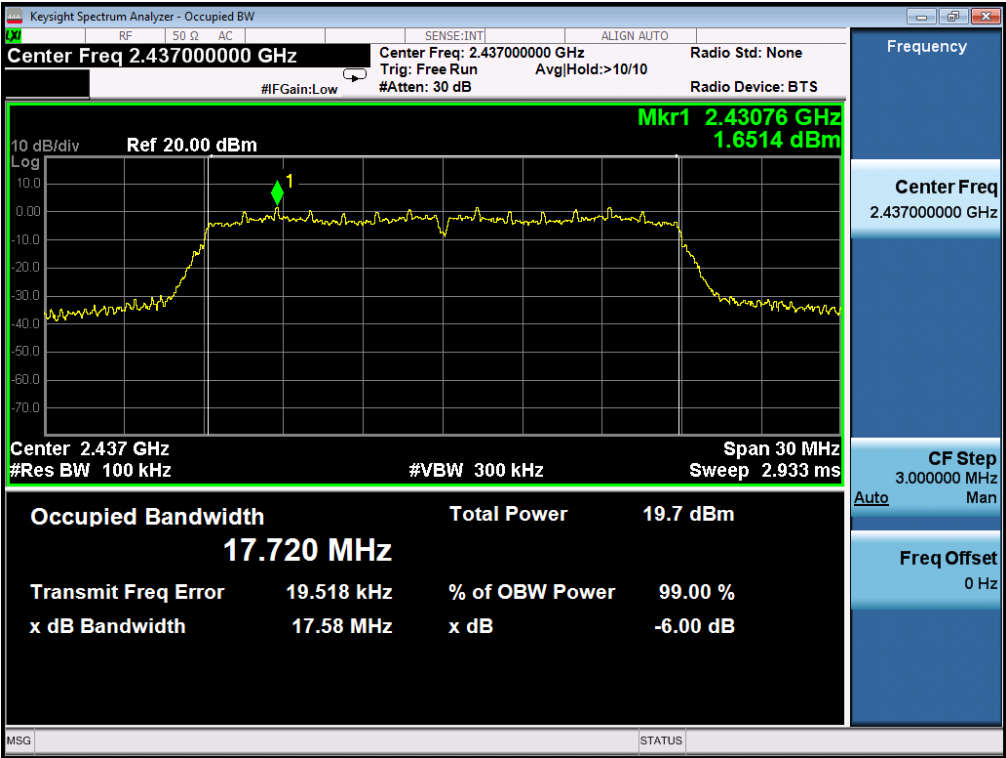 Keysight Spectrum Analyzer - Occupied BW
LXI
RF 50 Ω AC SENSE:INT ALIGN AUTO
Center Freq 2.437000000 GHz
Center Freq: 2.437000000 GHz Radio Std: None
Trig: Free Run Avg|Hold:>10/10
#IFGain:Low #Atten: 30 dB Radio Device: BTS
Mkr1 2.43076 GHz
1.6514 dBm
10 dB/div Ref 20.00 dBm
Log
10.0
0.00
-10.0
-20.0
-30.0
-40.0
-50.0
-60.0
-70.0
1
Center 2.437 GHz Span 30 MHz
#Res BW 100 kHz #VBW 300 kHz Sweep 2.933 ms
Occupied Bandwidth Total Power 19.7 dBm
17.720 MHz
Transmit Freq Error 19.518 kHz % of OBW Power 99.00 %
x dB Bandwidth 17.58 MHz x dB -6.00 dB
MSG STATUS
Frequency
Center Freq
2.437000000 GHz
CF Step
3.000000 MHz
Auto Man
Freq Offset
0 Hz